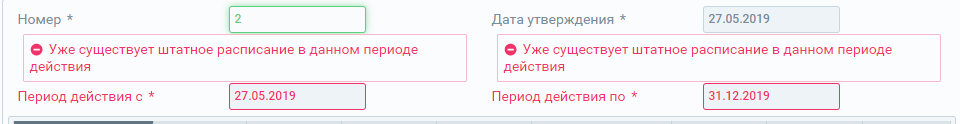 Номер * 2 Дата утверждения * 27.05.2019
Уже существует штатное расписание в данном периоде
действия
Уже существует штатное расписание в данном периоде
действия
Период действия с * 27.05.2019 Период действия по * 31.12.2019